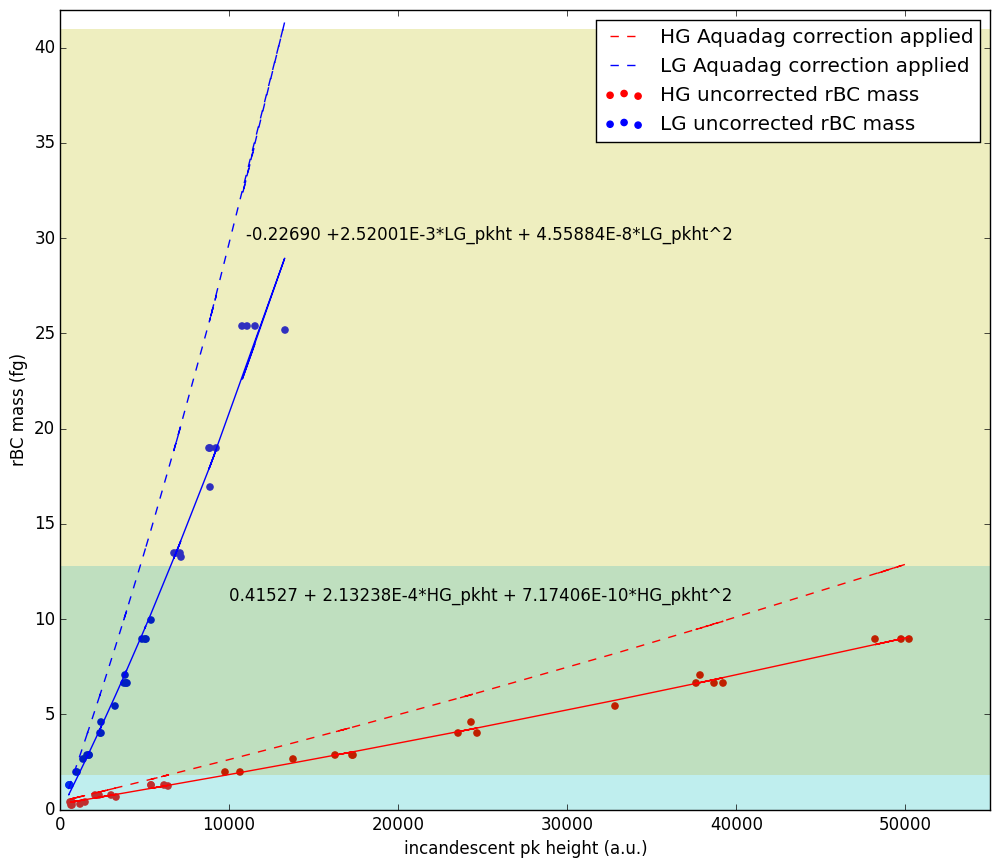 HG Aquadag correction applied
LG Aquadag correction applied
HG uncorrected rBC mass
LG uncorrected rBC mass
-0.22690 +2.52001E-3*LG_pkht + 4.55884E-8*LG_pkht^2
0.41527 + 2.13238E-4*HG_pkht + 7.17406E-10*HG_pkht^2
rBC mass (fg)
40
35
30
25
20
15
10
5
0
0 10000 20000 30000 40000 50000
incandescent pk height (a.u.)